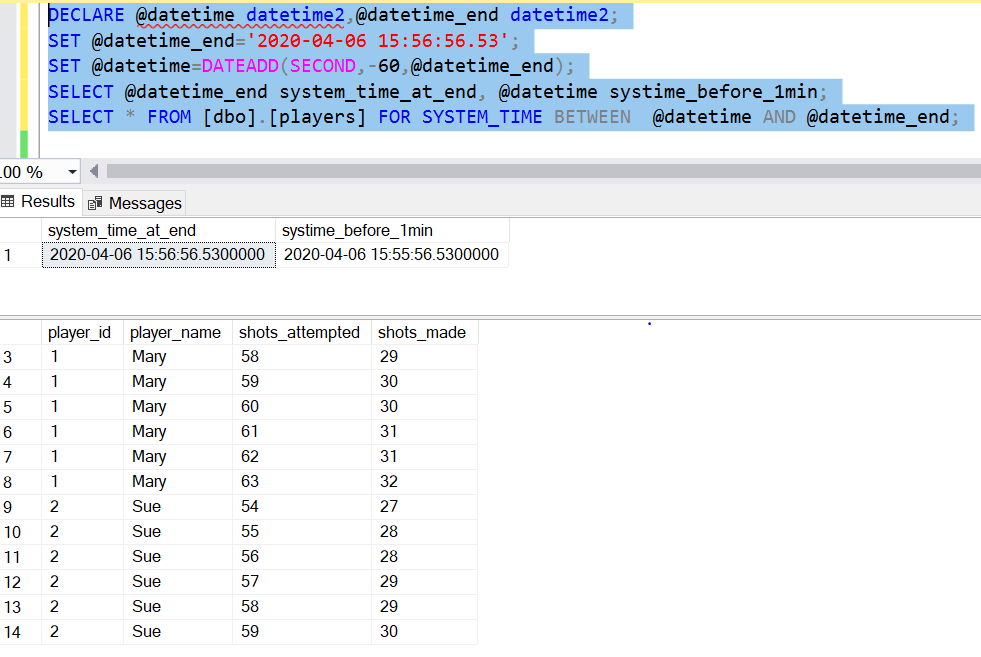 DECLARE @datetime datetime2,@datetime_end datetime2;
SET @datetime_end='2020-04-06 15:56:56.53';
SET @datetime=DATEADD(SECOND,-60,@datetime_end);
SELECT @datetime_end system_time_at_end, @datetime systime_before_1min;
SELECT * FROM [dbo].[players] FOR SYSTEM_TIME BETWEEN  @datetime AND @datetime_end;
.00 %
Results Messages
system_time_at_end systime_before_1min
1 2020-04-06 15:56:56.5300000 2020-04-06 15:55:56.5300000
player_id player_name shots_attempted shots_made
3 1 Mary 58 29
4 1 Mary 59 30
5 1 Mary 60 30
6 1 Mary 61 31
7 1 Mary 62 31
8 1 Mary 63 32
9 2 Sue 54 27
10 2 Sue 55 28
11 2 Sue 56 28
12 2 Sue 57 29
13 2 Sue 58 29
14 2 Sue 59 30